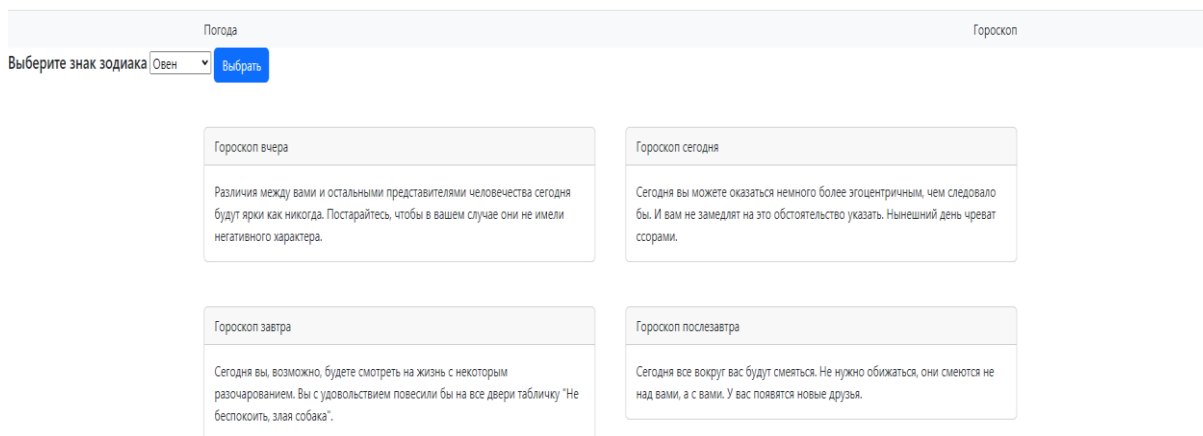 Погода
Гороскоп
Выберите знак зодиака Овен Выбрать
Гороскоп вчера
Различия между вами и остальными представителями человечества сегодня
будут ярки как никогда. Постарайтесь, чтобы в вашем случае они не имели
негативного характера.
Гороскоп сегодня
Сегодня вы можете оказаться немного более эгоцентричным, чем следовало
бы. И вам не замедлят на это обстоятельство указать. Нынешний день чреват
ссорами.
Гороскоп завтра
Сегодня вы, возможно, будете смотреть на жизнь с некоторым
разочарованием. Вы с удовольствием повесили бы на все двери табличку "Не
беспокоить, злая собака".
Гороскоп послезавтра
Сегодня все вокруг вас будут смеяться. Не нужно обижаться, они смеются не
над вами, а с вами. У вас появятся новые друзья.